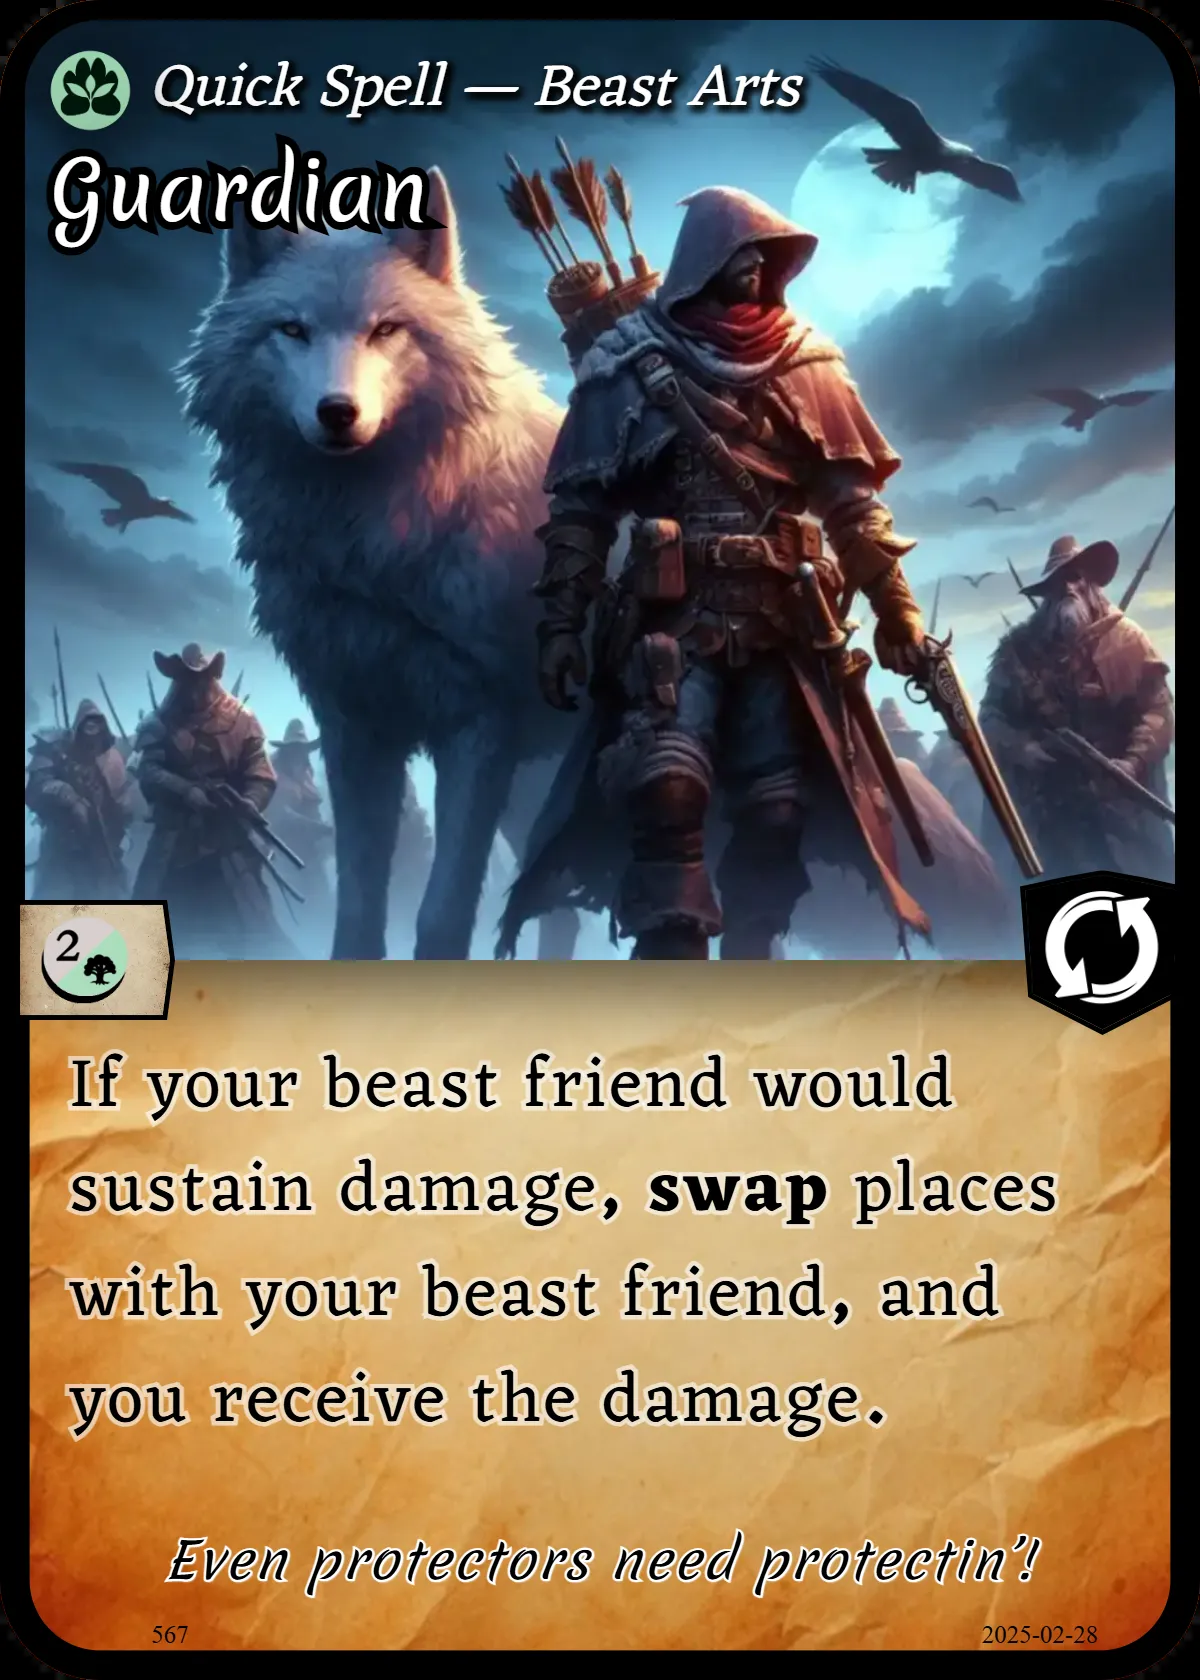 Quick Spell — Beast Arts
Guardian
2
If your beast friend would
sustain damage, swap places
with your beast friend, and
you receive the damage.
Even protectors need protectin'!
567
2025-02-28